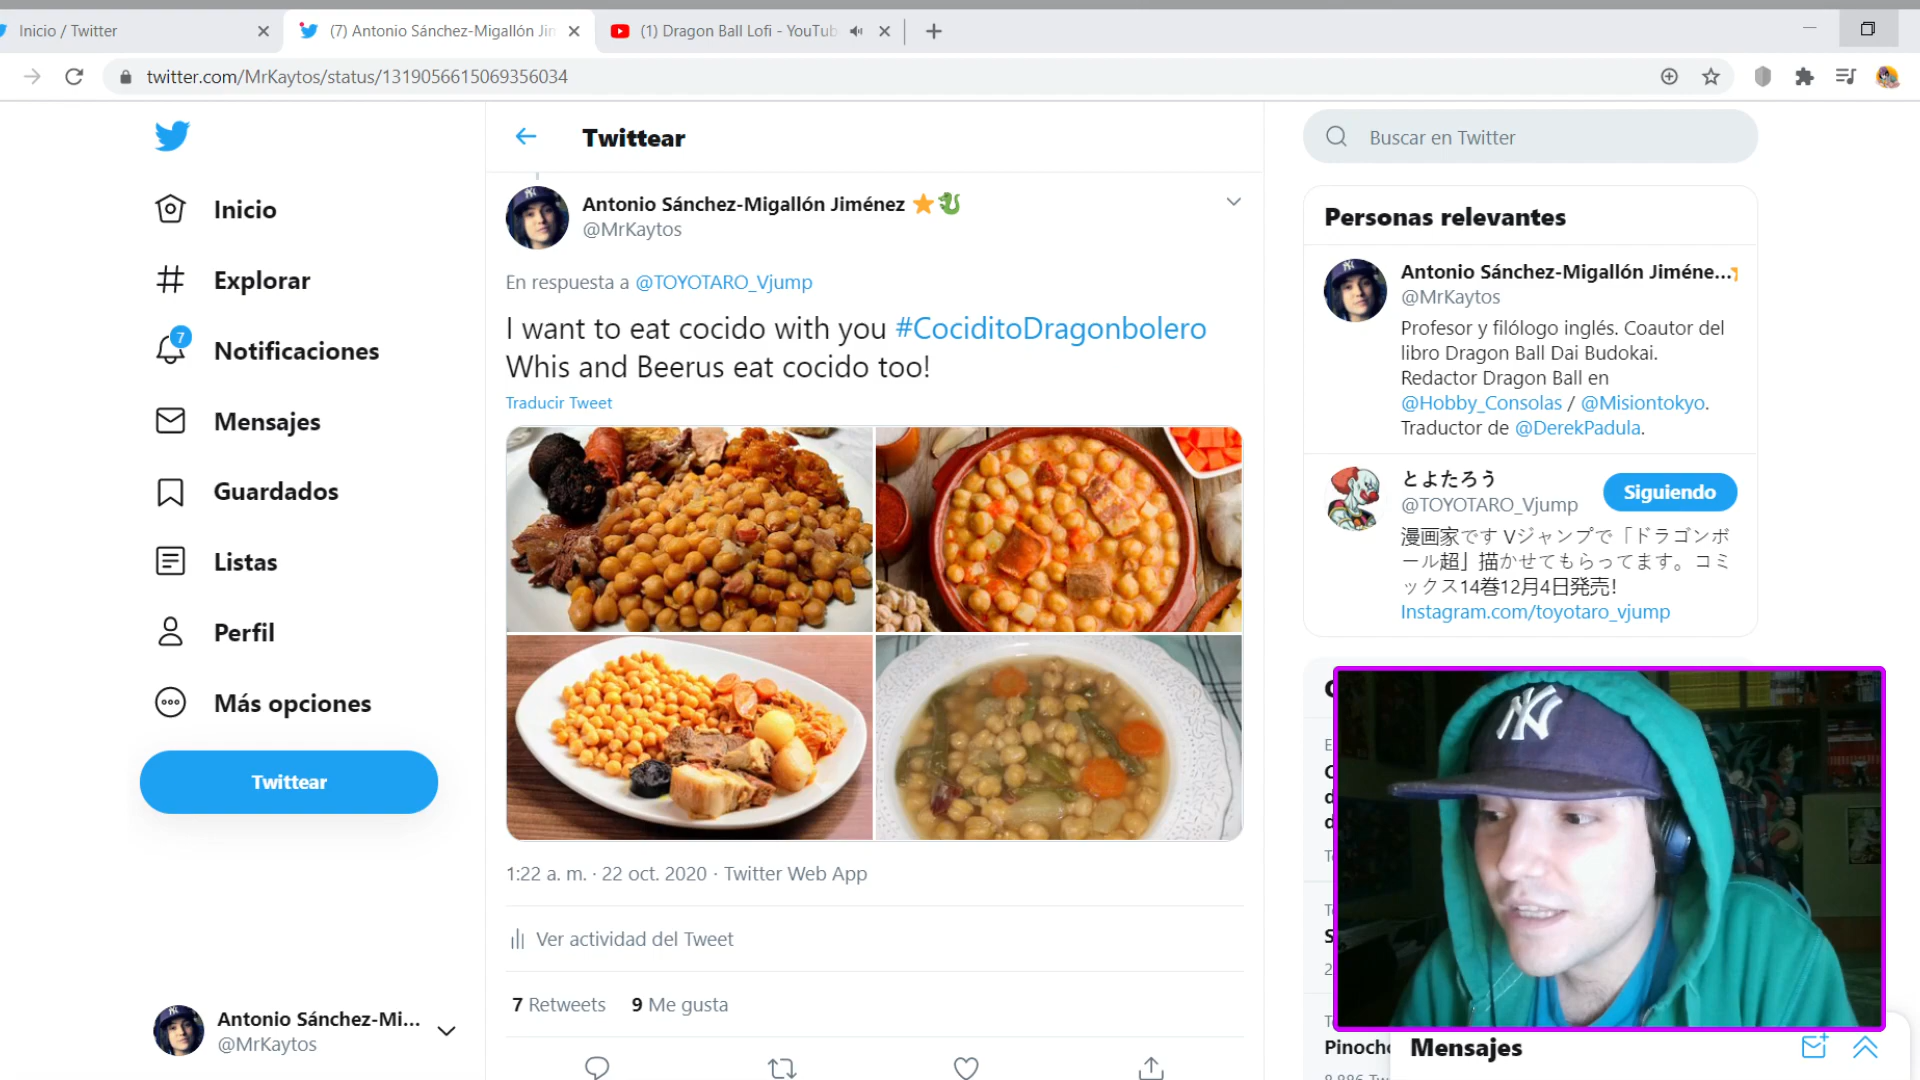 Inicio / Twitter
(7) Antonio Sánchez-Migallón Jin
(1) Dragon Ball Lofi - YouTub
twitter.com/MrKaytos/status/1319056615069356034
Inicio
Explorar
7
Notificaciones
Mensajes
Guardados
Listas
Perfil
Más opciones
Twittear
Antonio Sánchez-Mi...
@MrKaytos
Twittear
Antonio Sánchez-Migallón Jiménez
@MrKaytos
En respuesta a @TOYOTARO_Vjump
I want to eat cocido with you #CociditoDragonbolero
Whis and Beerus eat cocido too!
Traducir Tweet
1:22 a. m. · 22 oct. 2020 · Twitter Web App
Ver actividad del Tweet
7 Retweets 9 Me gusta
Buscar en Twitter
Personas relevantes
Antonio Sánchez-Migallón Jiméne...
@MrKaytos
Profesor y filólogo inglés. Coautor del
libro Dragon Ball Dai Budokai.
Redactor Dragon Ball en
@Hobby_Consolas / @Misiontokyo.
Traductor de @DerekPadula.
とよたろう
@TOYOTARO_Vjump
Siguiendo
漫画家です Vジャンプで「ドラゴンボ
ール超」描かせてもらってます。コミ
ックス14巻12月4日発売!
Instagram.com/toyotaro_vjump
NY
Pinoch
Mensajes